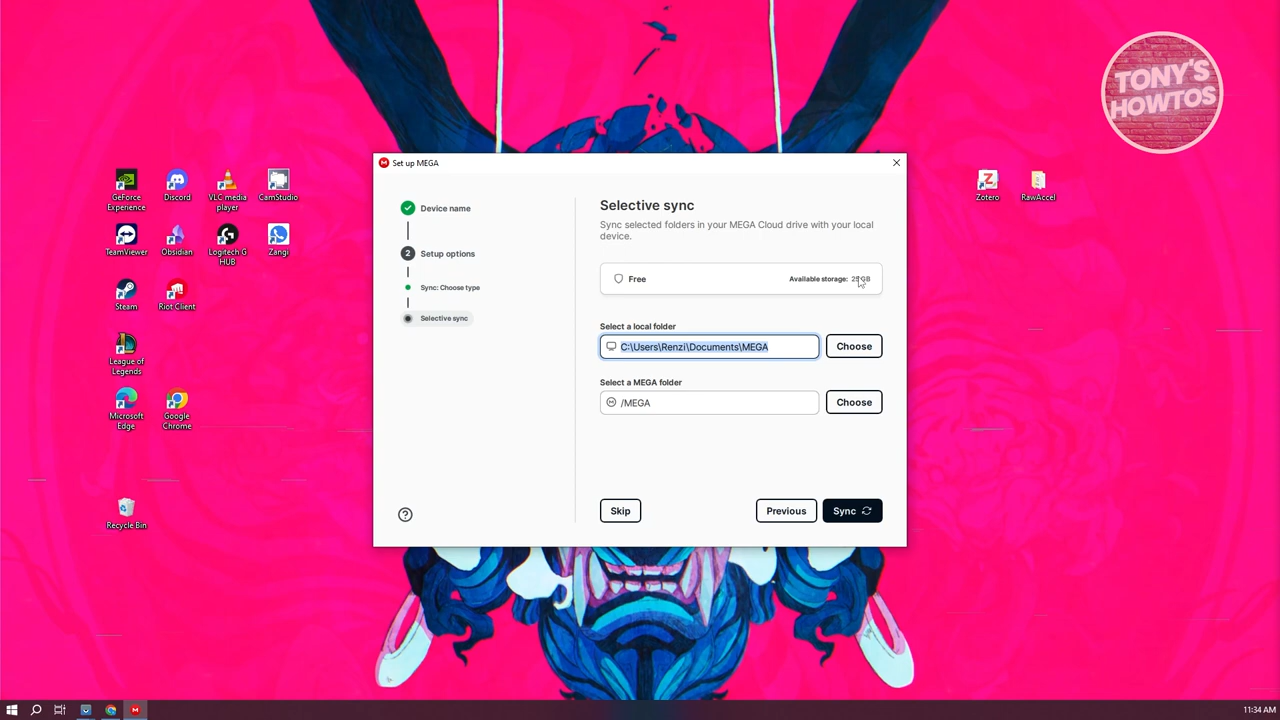 TONY'S
HOWTOS
Set up MEGA
Device name
2
Setup options
Sync: Choose type
Selective sync
Selective sync
Sync selected folders in your MEGA Cloud drive with your local
device.
Free
Available storage:
Select a local folder
C:\Users\Renzi\Documents\MEGA
Choose
Select a MEGA folder
/MEGA
Choose
Skip
Previous
Sync
GeForce
Experience
Discord
VLC media
player
CamStudio
TeamViewer
Obsidian
Logitech G
HUB
Zangi
Steam
Riot Client
League of
Legends
Microsoft
Edge
Google
Chrome
Recycle Bin
Zotero
RawAccel
11:34 AM